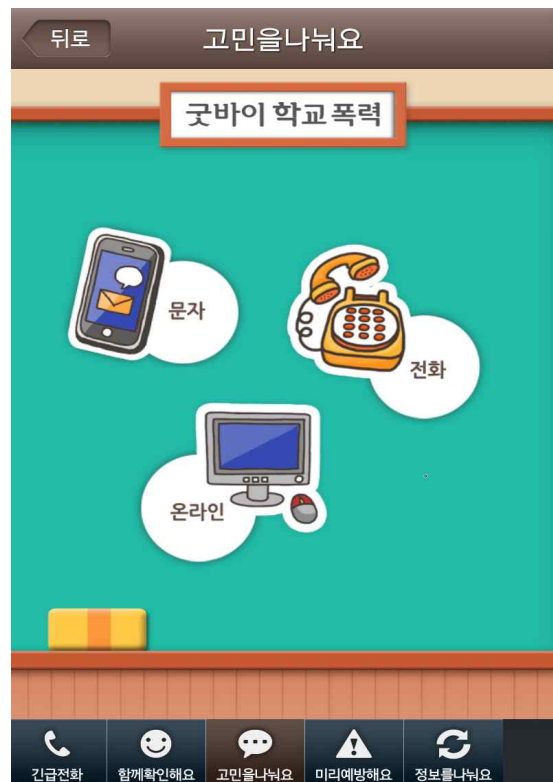 뒤로
고민을나눠요
굿바이 학교 폭력
문자
전화
온라인
긴급전화
함께확인해요
고민을나눠요
미리예방해요
정보를나눠요